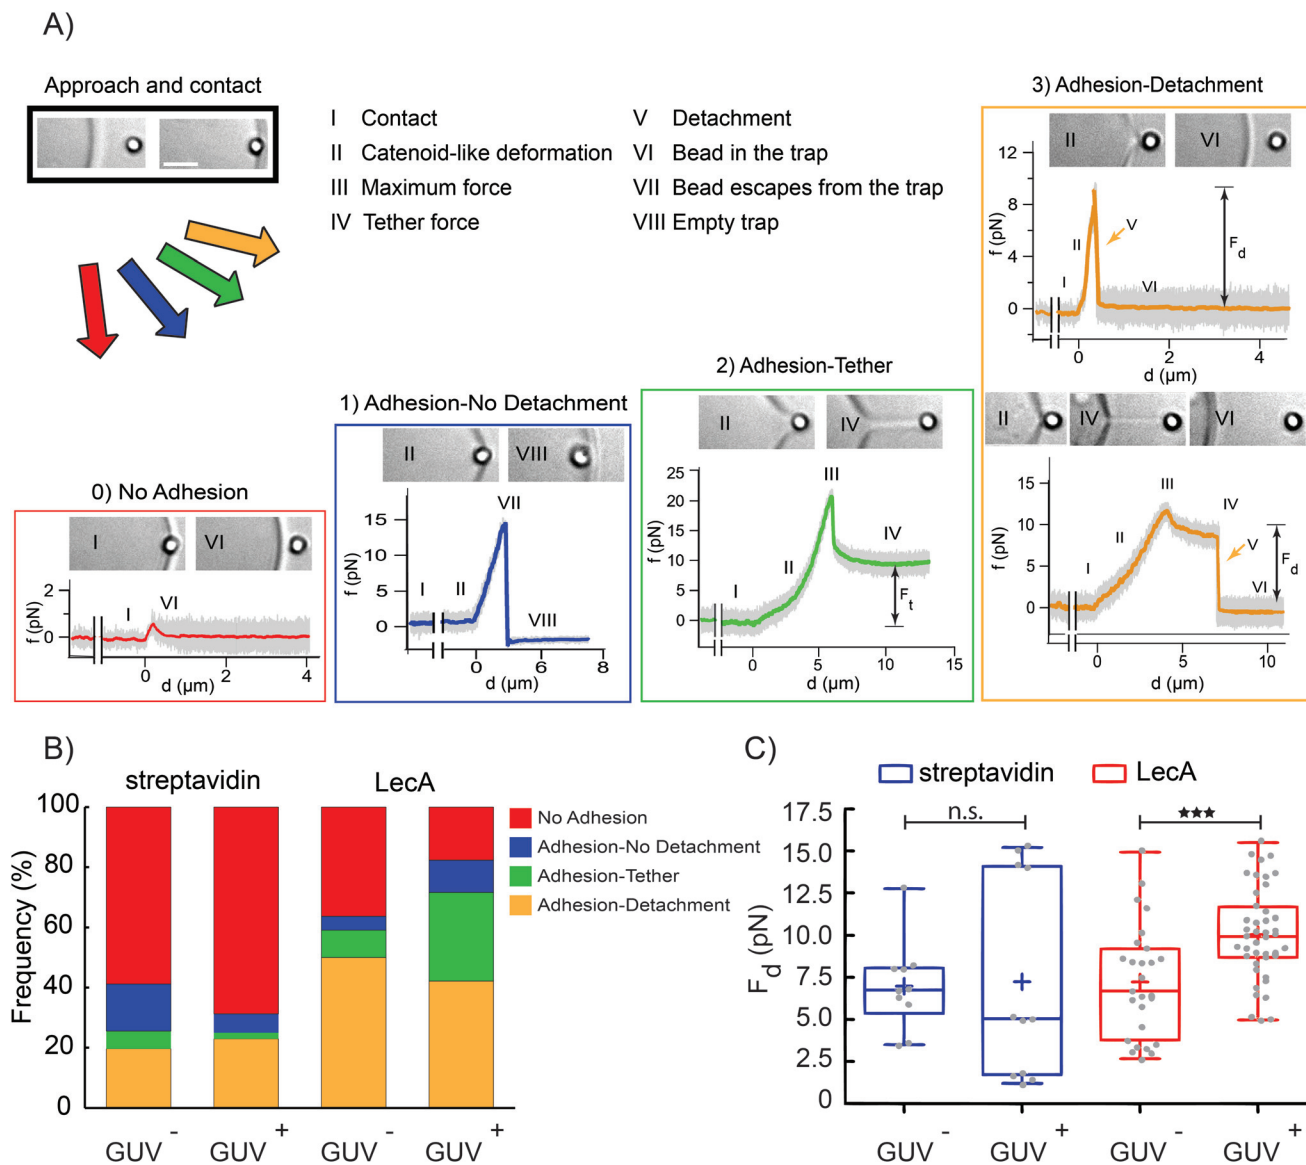 A)
Approach and contact
I Contact
II Catenoid-like deformation
III Maximum force
IV Tether force
V Detachment
VI Bead in the trap
VII Bead escapes from the trap
VIII Empty trap
0) No Adhesion
I
VI
f (pN)
2
0
I
VI
0
2
4
d (µm)
1) Adhesion-No Detachment
II
VIII
f (pN)
15
10
5
0
I
II
VII
VIII
0
6
8
d (µm)
2) Adhesion-Tether
II
IV
f (pN)
25
20
15
10
5
0
I
II
III
IV
Ft
0
5
10
15
d (µm)
3) Adhesion-Detachment
II
VI
f (pN)
12
8
4
0
I
II
V
VI
Fd
0
2
4
d (µm)
II
IV
VI
f (pN)
15
10
5
0
I
II
III
IV
V
VI
Fd
0
5
10
d (µm)
B)
streptavidin
LecA
Frequency (%)
100
80
60
40
20
0
GUV -
GUV +
GUV -
GUV +
No Adhesion
Adhesion-No Detachment
Adhesion-Tether
Adhesion-Detachment
C)
streptavidin
LecA
Fd (pN)
17.5
15.0
12.5
10.0
7.5
5.0
2.5
0
n.s.
★★★
GUV -
GUV +
GUV -
GUV +